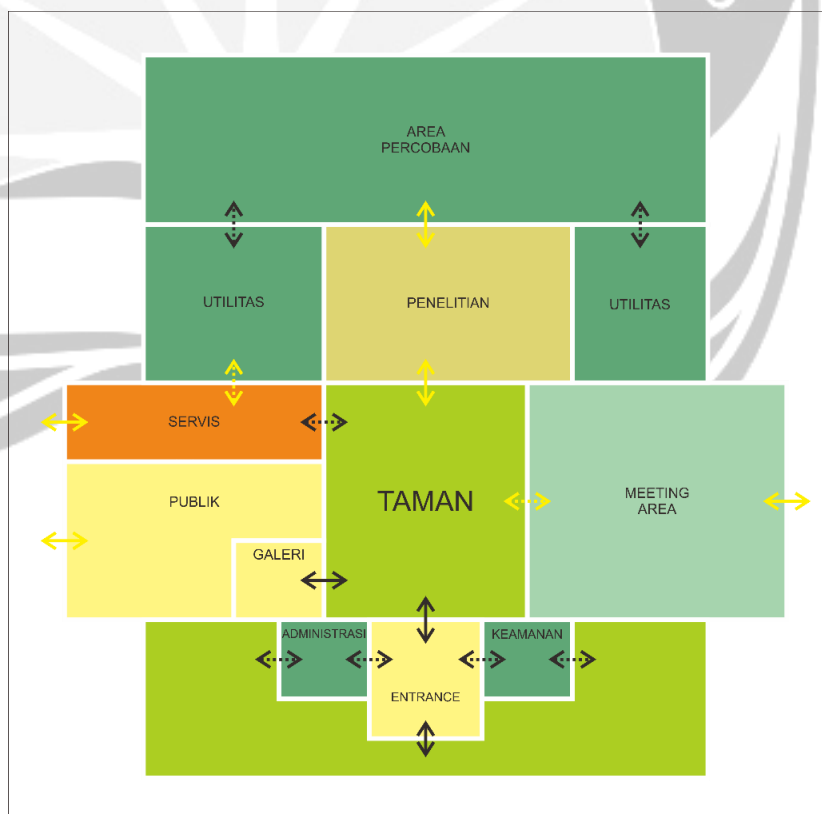 AREA
PERCOBAAN
UTILITAS
PENELITIAN
UTILITAS
SERVIS
PUBLIK
TAMAN
MEETING
AREA
GALERI
ADMINISTRASI
KEAMANAN
ENTRANCE